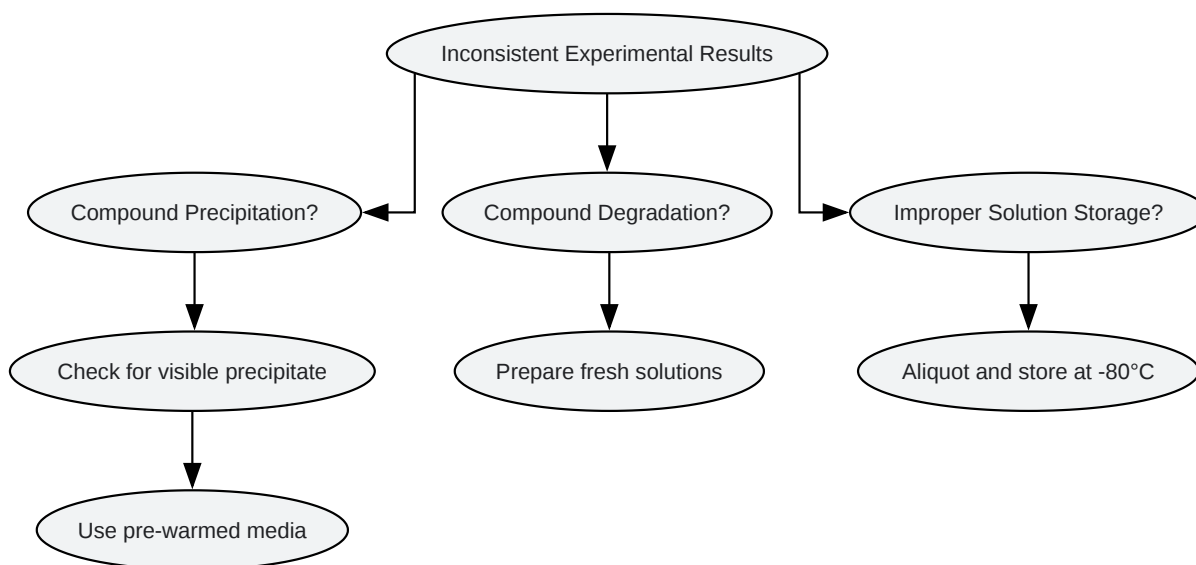 Inconsistent Experimental Results
Compound Precipitation?
Compound Degradation?
Improper Solution Storage?
Check for visible precipitate
Prepare fresh solutions
Aliquot and store at -80°C
Use pre-warmed media